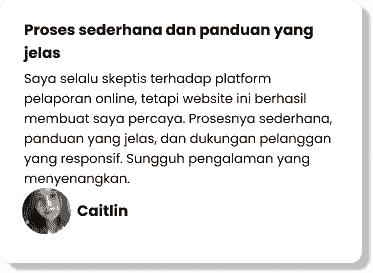 Proses sederhana dan panduan yang
jelas
Saya selalu skeptis terhadap platform
pelaporan online, tetapi website ini berhasil
membuat saya percaya. Prosesnya sederhana,
panduan yang jelas, dan dukungan pelanggan
yang responsif. Sungguh pengalaman yang
menyenangkan.
Caitlin